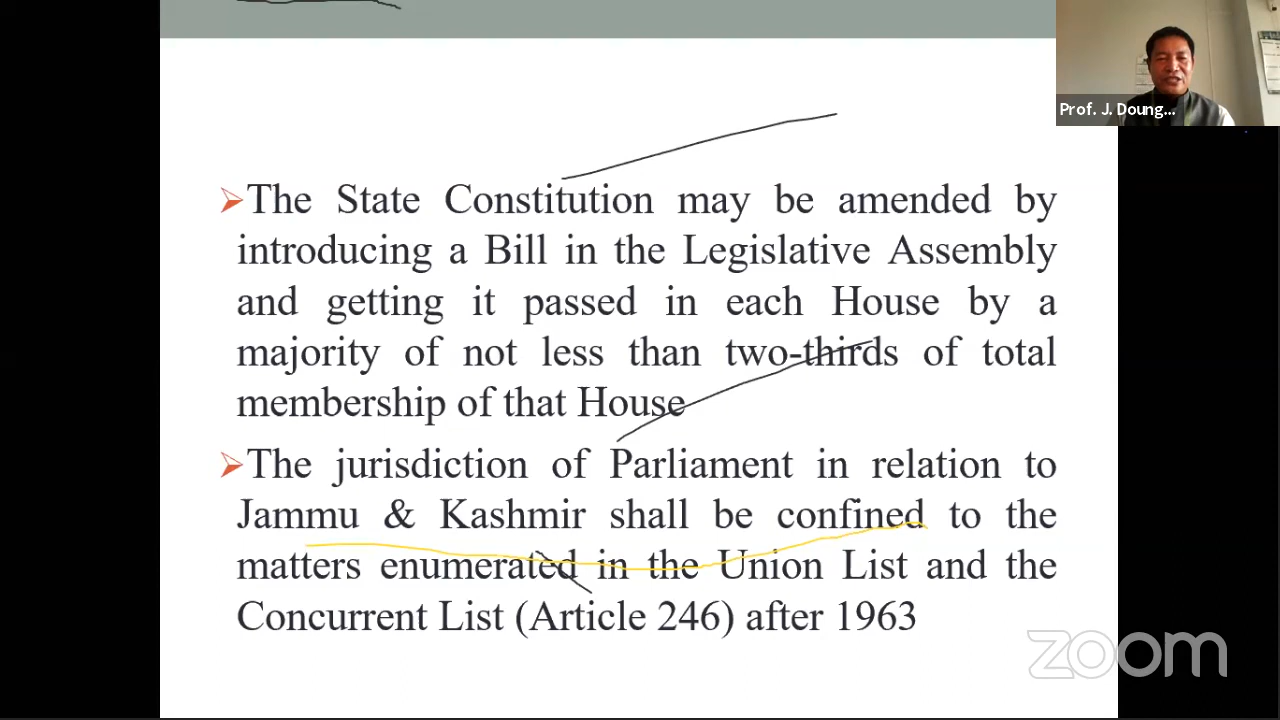 Prof. J. Doung...
➢The State Constitution may be amended by
introducing a Bill in the Legislative Assembly
and getting it passed in each House by a
majority of not less than two-thirds of total
membership of that House
➢The jurisdiction of Parliament in relation to
Jammu & Kashmir shall be confined to the
matters enumerated in the Union List and the
Concurrent List (Article 246) after 1963
zoom